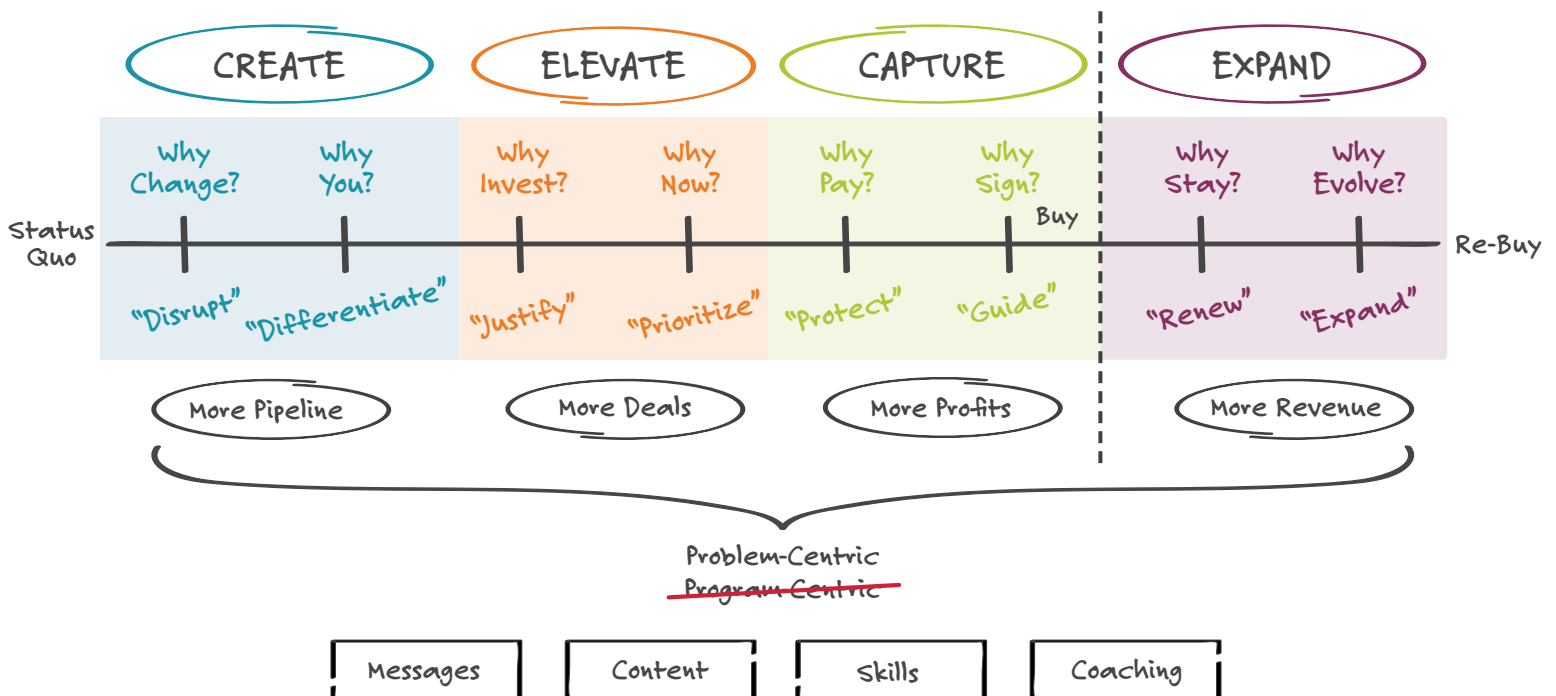 CREATE
ELEVATE
CAPTURE
EXPAND
Why
Change?
Why
You?
Why
Invest?
Why
Now?
Why
Pay?
Why
Sign?
Why
Stay?
Why
Evolve?
Status
Quo
Buy
Re-Buy
"Disrupt"
"Differentiate"
"Justify"
"Prioritize"
"Protect"
"Guide"
"Renew"
"Expand"
More Pipeline
More Deals
More Profits
More Revenue
Problem-Centric
Program-Centric
Messages
Content
Skills
Coaching